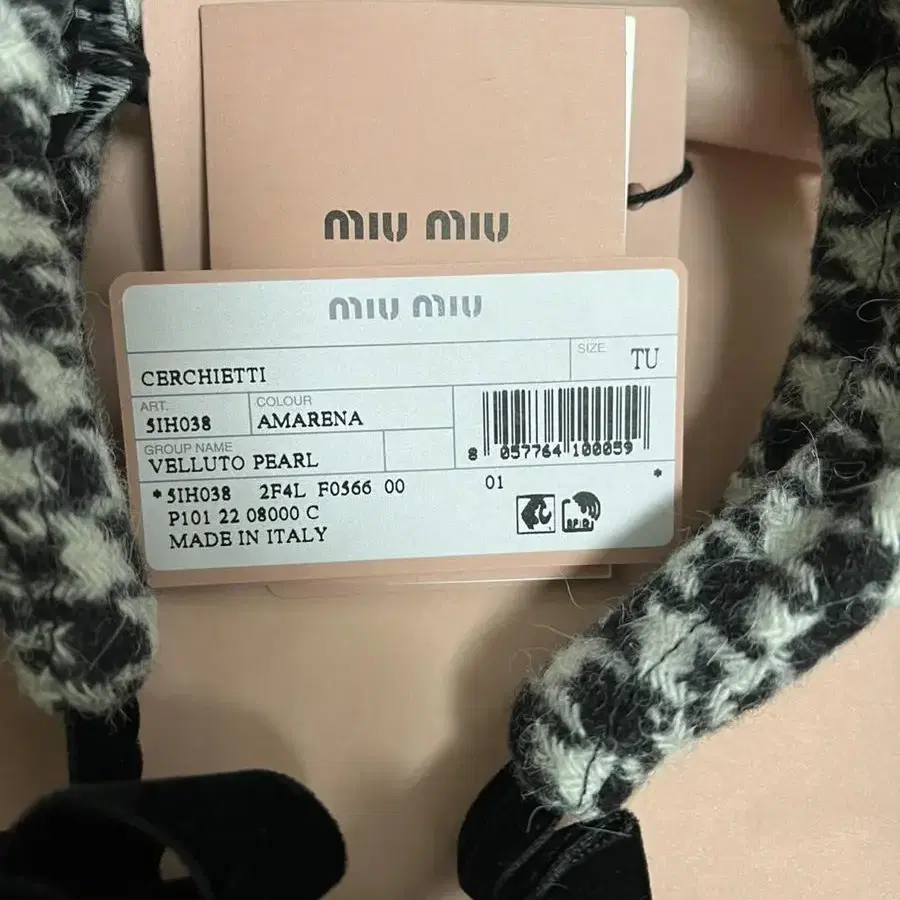 miu miu
miu miu
CERCHIETTI
SIZE
TU
ART.
5IH038
COLOUR
AMARENA
GROUP NAME
VELLUTO PEARL
8 057764 100059
*5IH038 2F4L F0566 00 01 *
P101 22 08000 C
MADE IN ITALY
RFID